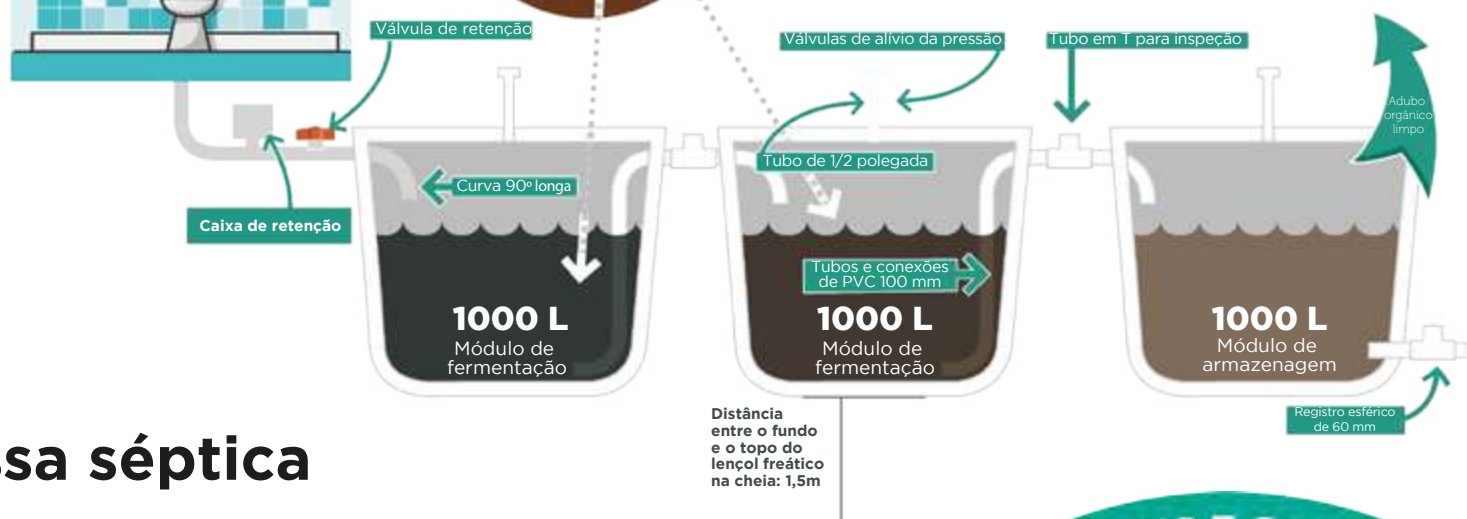 Válvula de retenção
Válvulas de alívio da pressão
Tubo em T para inspeção
Adubo
orgânico
limpo
Tubo de 1/2 polegada
Curva 90º longa
Caixa de retenção
Tubos e conexões
de PVC 100 mm
1000 L
Módulo de
fermentação
1000 L
Módulo de
fermentação
1000 L
Módulo de
armazenagem
Registro esférico
de 60 mm
Distância
entre o fundo
e o topo do
lençol freático
na cheia: 1,5m
ssa séptica